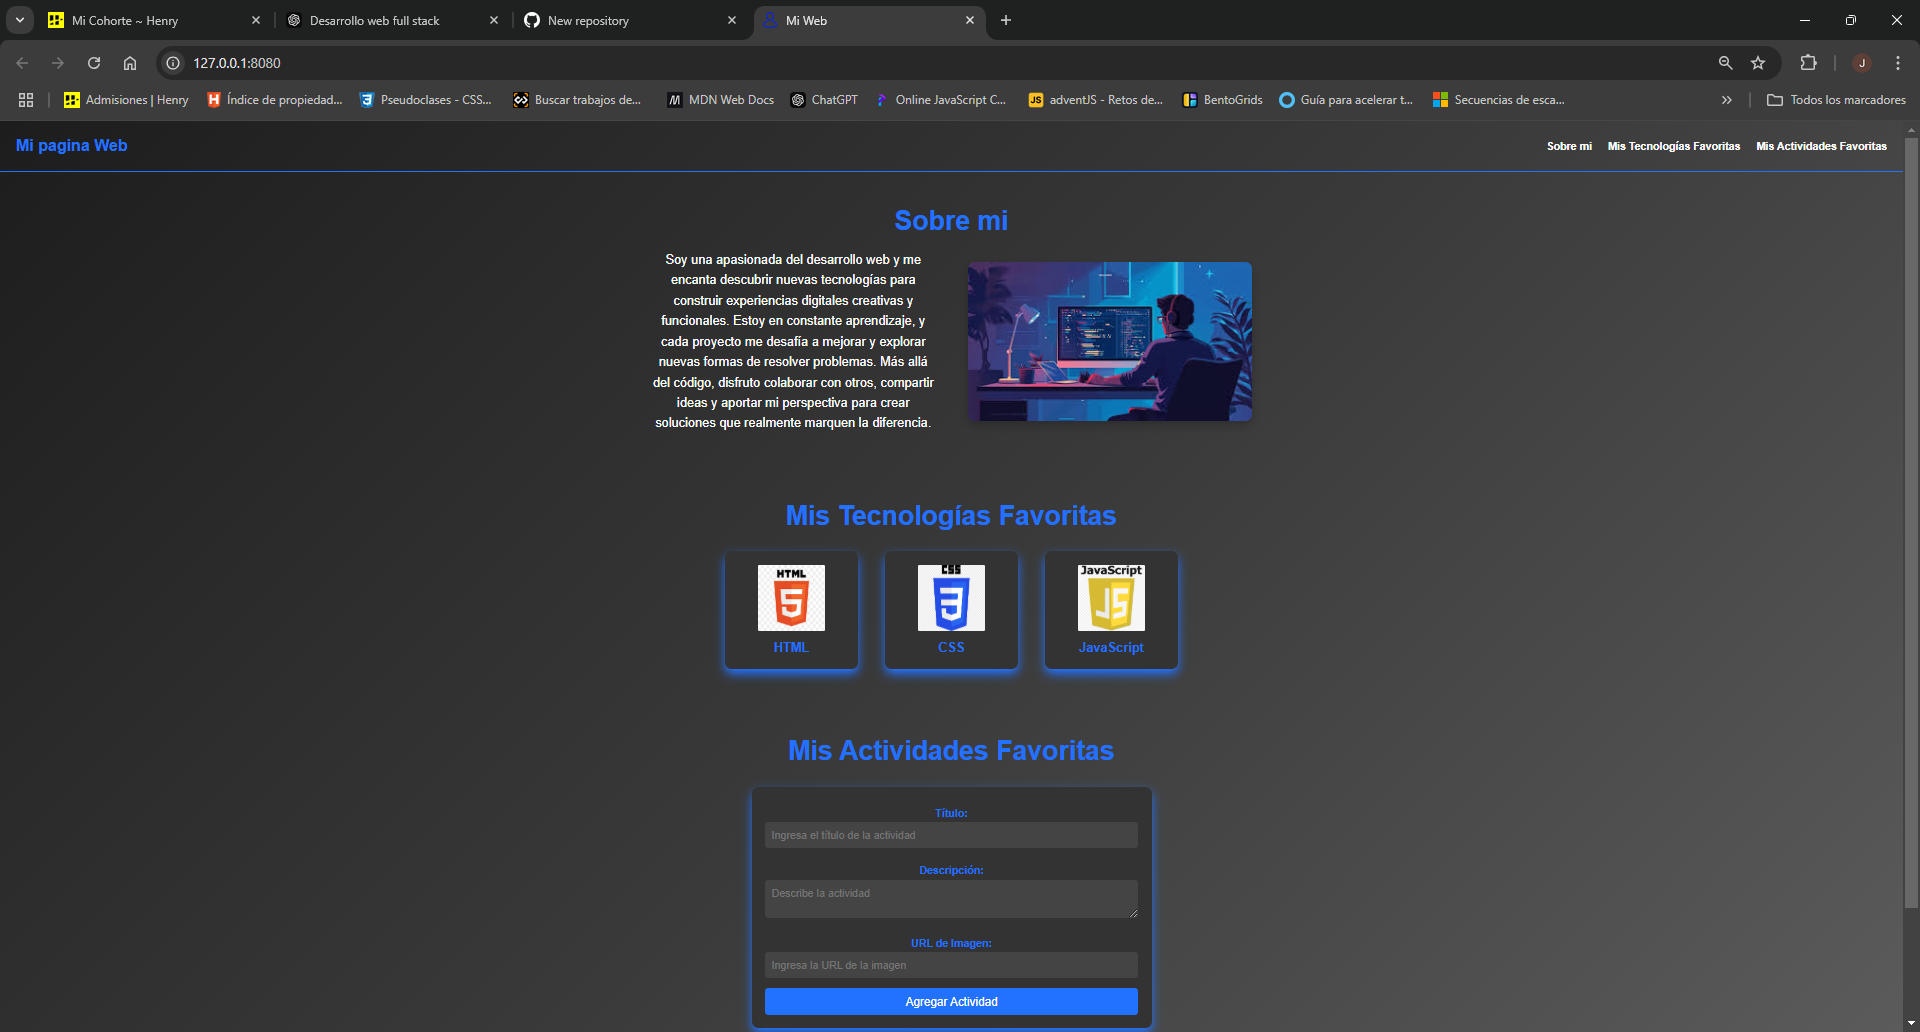 Mi Cohorte ~ Henry
Desarrollo web full stack
New repository
Mi Web
127.0.0.1:8080
J
Admisiones | Henry
Índice de propiedad...
Pseudoclases - CSS...
Buscar trabajos de...
MDN Web Docs
ChatGPT
Online JavaScript C...
JS
adventJS - Retos de...
BentoGrids
Guía para acelerar t...
Secuencias de esca...
Todos los marcadores
Mi pagina Web
Sobre mi
Mis Tecnologías Favoritas
Mis Actividades Favoritas
Sobre mi
Soy una apasionada del desarrollo web y me
encanta descubrir nuevas tecnologías para
construir experiencias digitales creativas y
funcionales. Estoy en constante aprendizaje, y
cada proyecto me desafía a mejorar y explorar
nuevas formas de resolver problemas. Más allá
del código, disfruto colaborar con otros, compartir
ideas y aportar mi perspectiva para crear
soluciones que realmente marquen la diferencia.
Mis Tecnologías Favoritas
HTML
5
HTML
CSS
3
CSS
JavaScript
JS
JavaScript
Mis Actividades Favoritas
Título:
Ingresa el título de la actividad
Descripción:
Describe la actividad
URL de Imagen:
Ingresa la URL de la imagen
Agregar Actividad